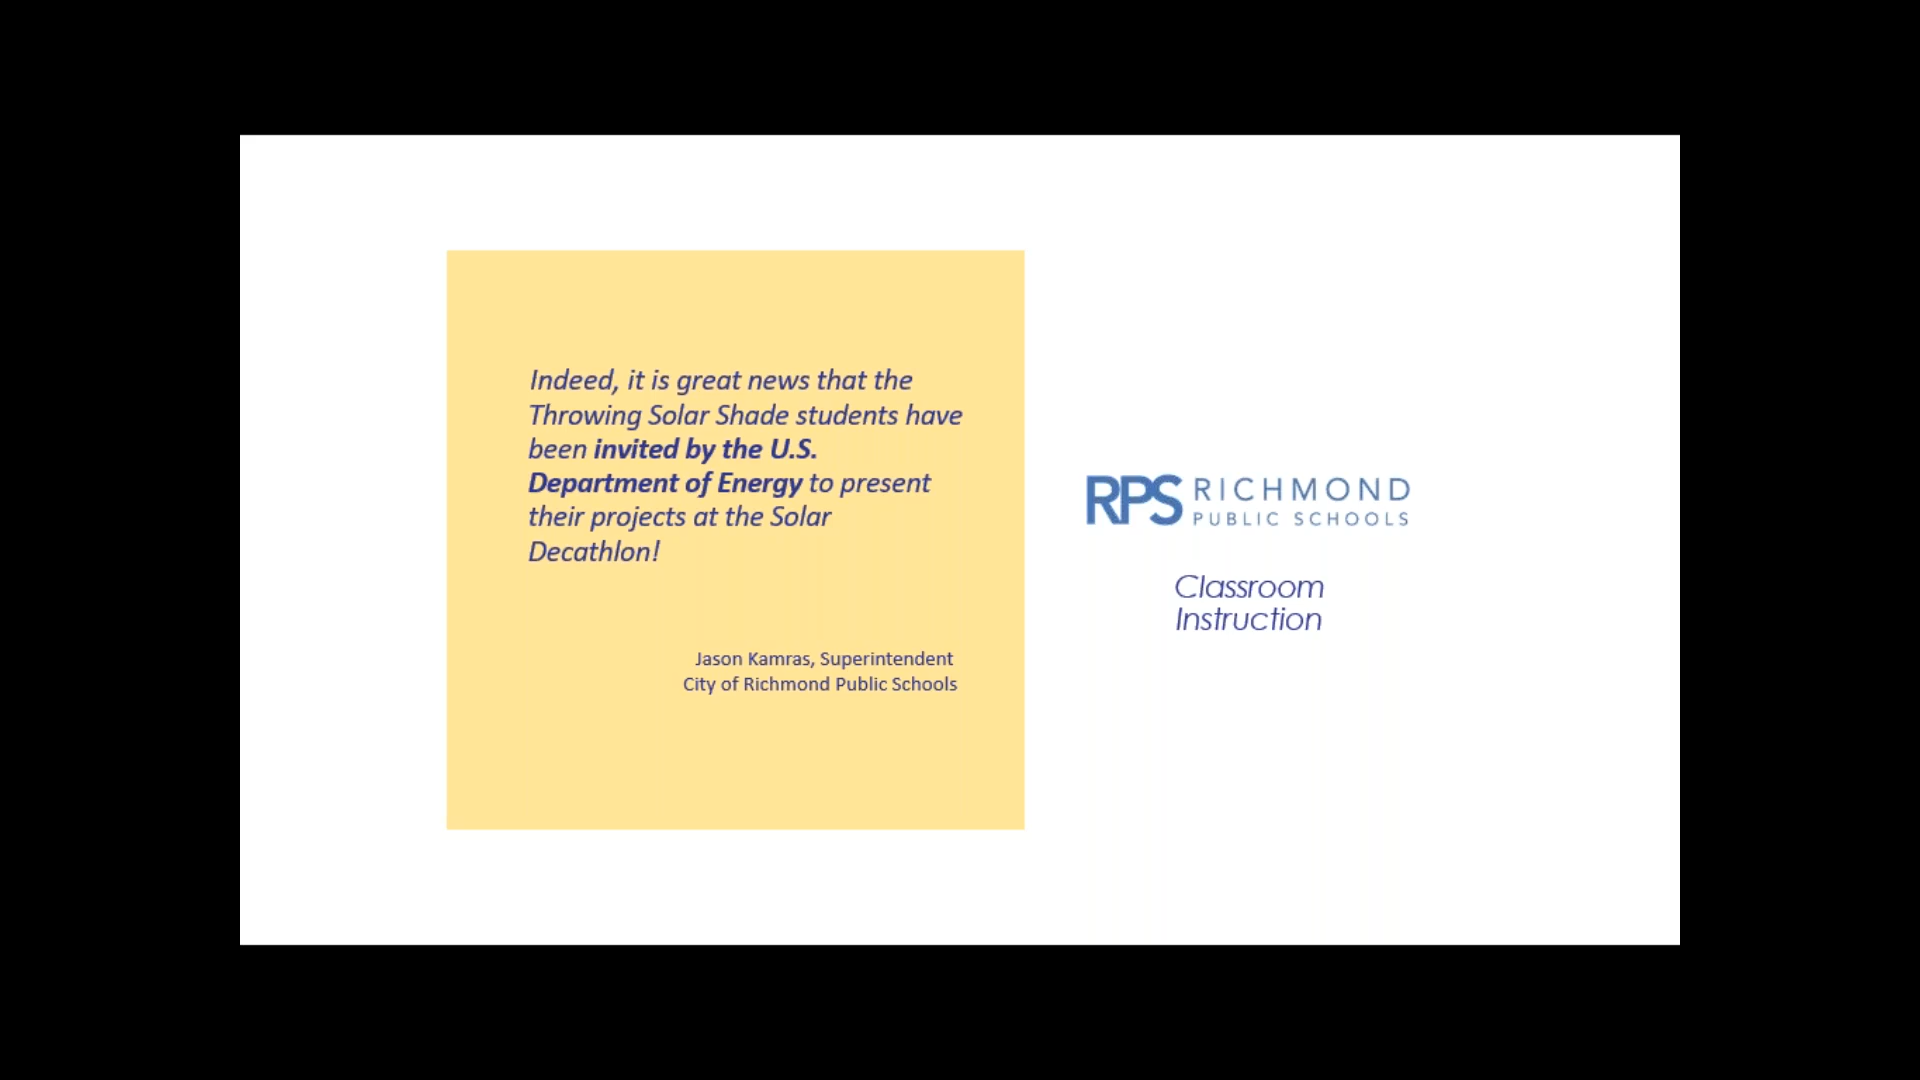 Indeed, it is great news that the
Throwing Solar Shade students have
been invited by the U.S.
Department of Energy to present
their projects at the Solar
Decathlon!
Jason Kamras, Superintendent
City of Richmond Public Schools
RPS RICHMOND
PUBLIC SCHOOLS
Classroom
Instruction